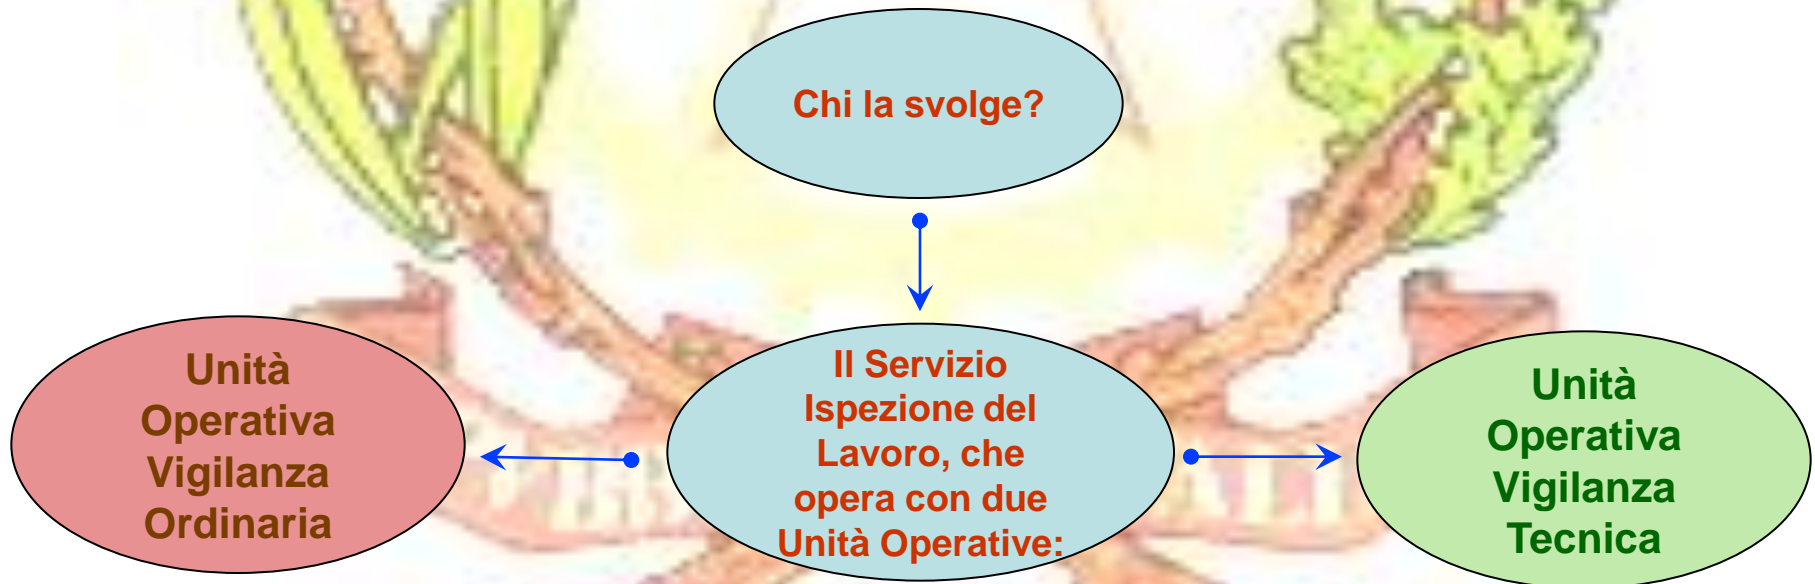 Chi la svolge?
Unità
Operativa
Vigilanza
Ordinaria
Il Servizio
Ispezione del
Lavoro, che
opera con due
Unità Operative:
Unità
Operativa
Vigilanza
Tecnica